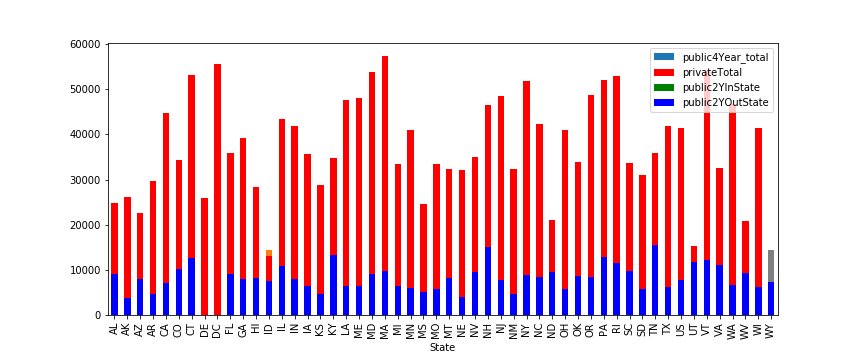 60000
50000
40000
30000
20000
10000
0
public4Year_total
privateTotal
public2YInState
public2YOutState
AL AK AZ AR CA CO CT DE DC FL GA HI ID IL IN IA KS KY LA ME MD MA MI MN MS MO MT NE NV NH NJ NM NY NC ND OH OK OR PA RI SC SD TN TX US UT VT VA WA WV WI WY
State